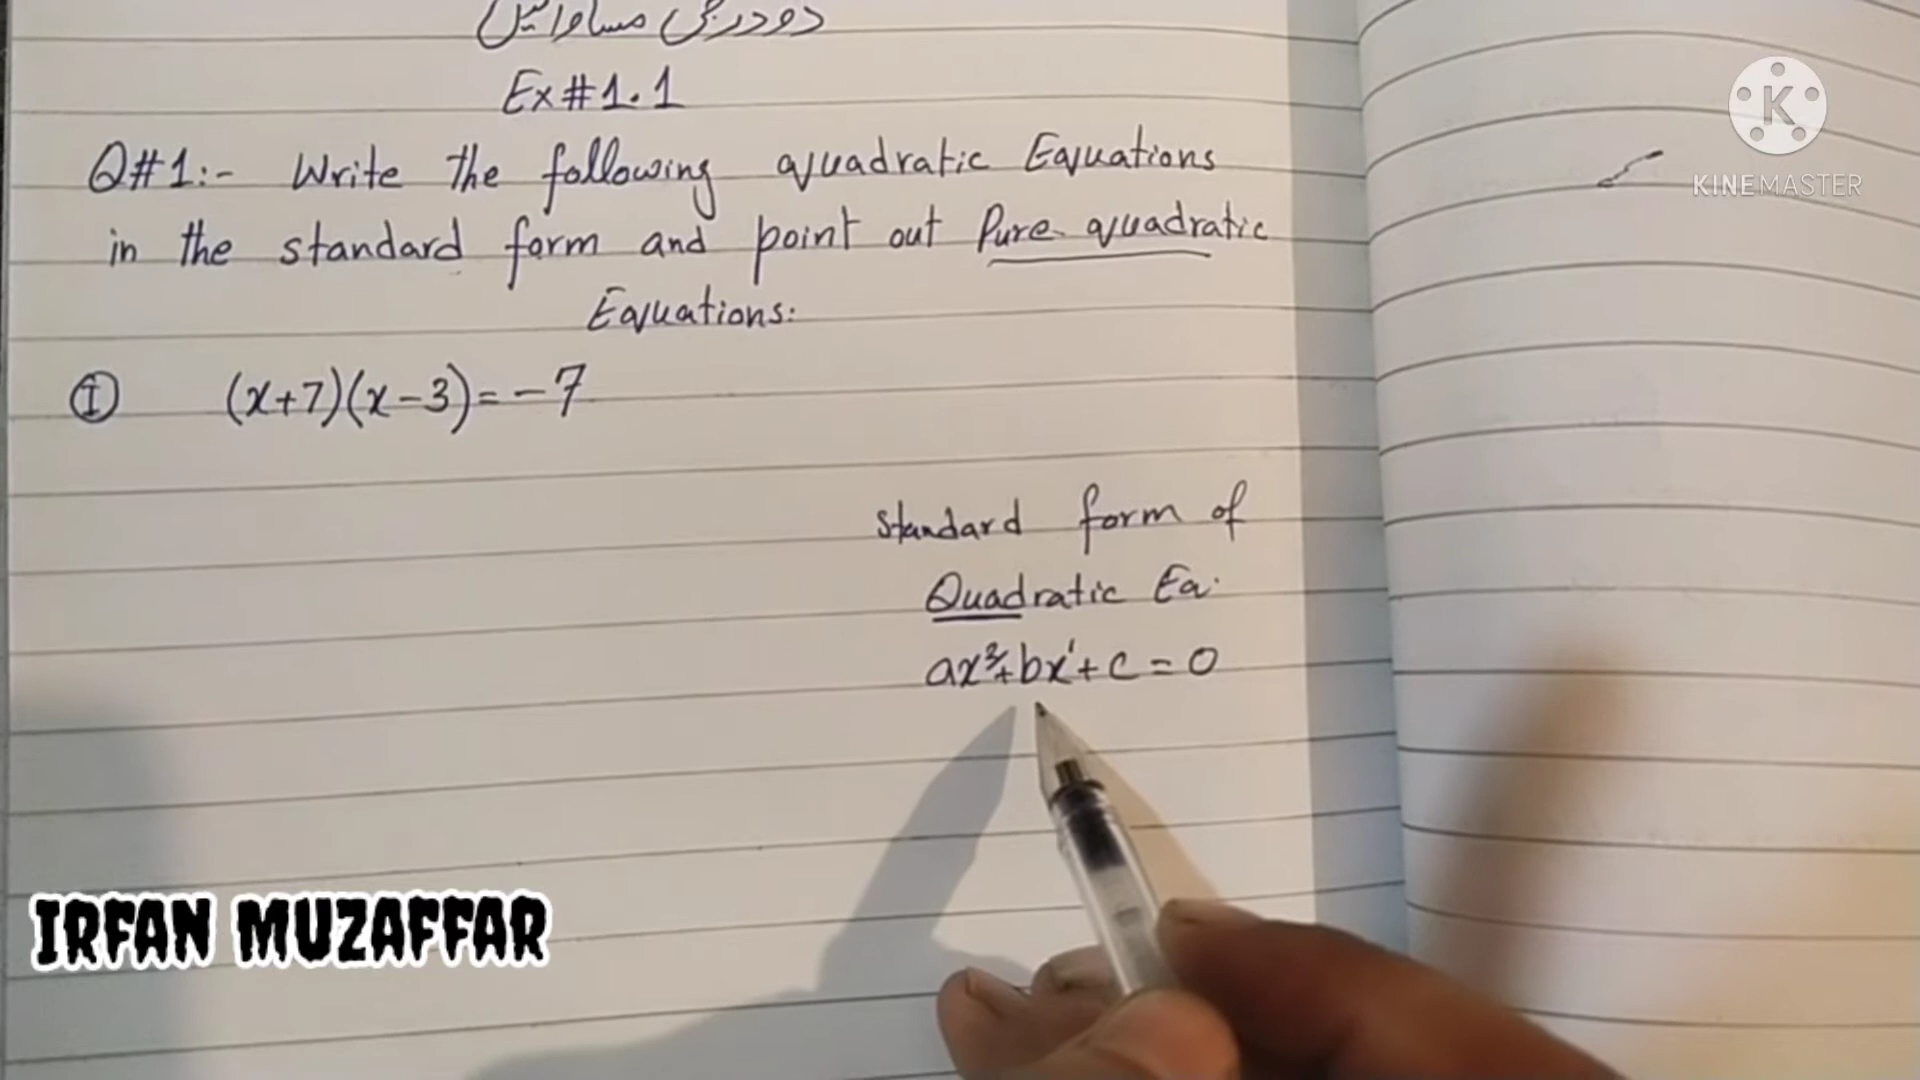 دو درجی مساواتیں
Ex#1.1
Q#1:- Write the following quadratic Equations
in the standard form and point out Pure quadratic
Equations:
I (x+7)(x-3)=-7
Standard form of
Quadratic Eq.
ax²+bx¹+c=0
K
KINEMASTER
IRFAN MUZAFFAR